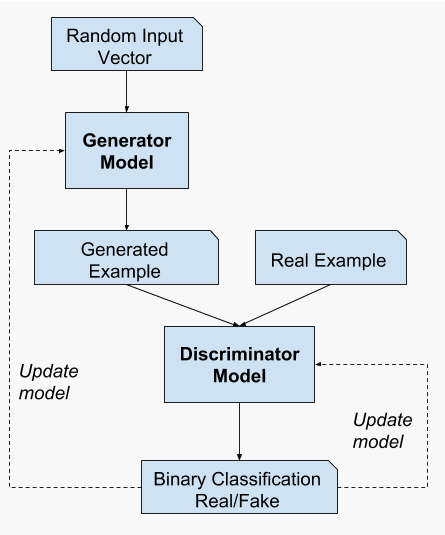 Random Input
Vector
Generator
Model
Generated
Example
Real Example
Discriminator
Model
Update
model
Update
model
Binary Classification
Real/Fake